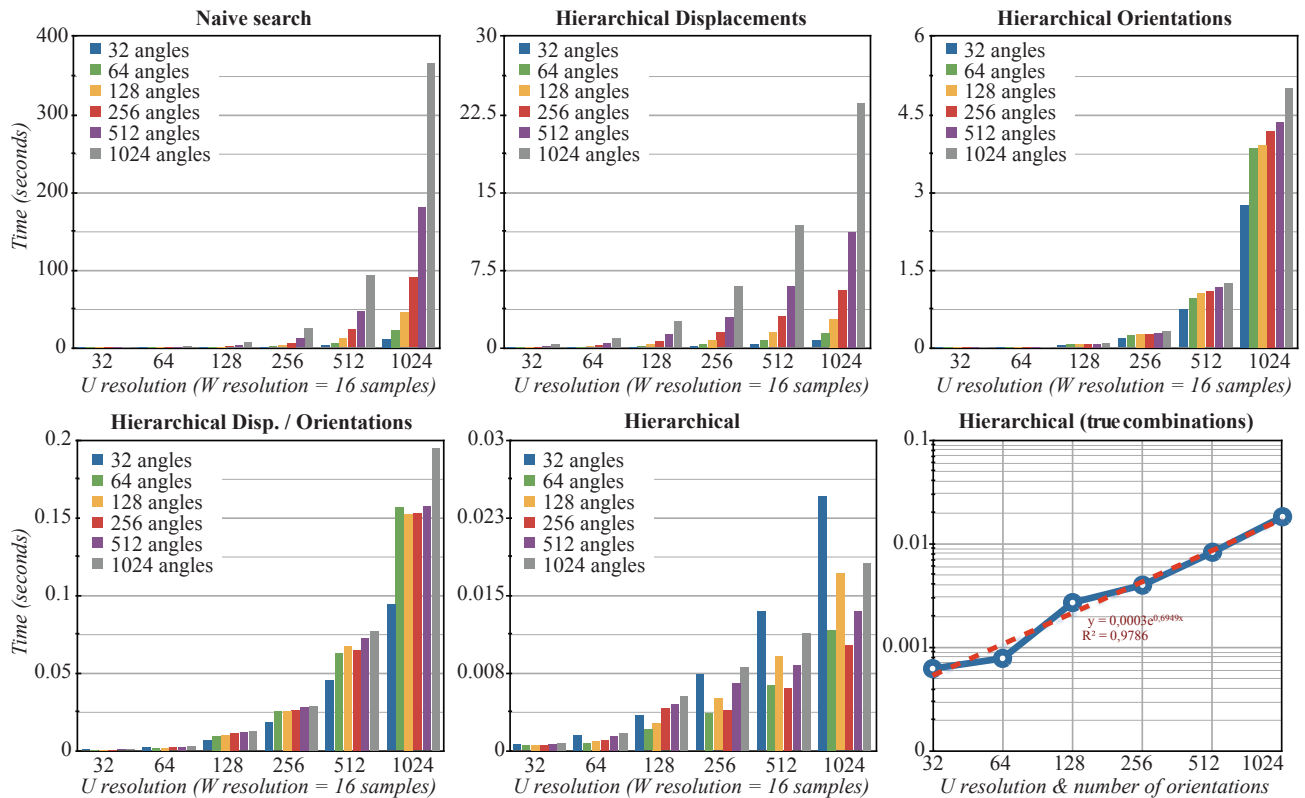 Naive search
400
300
200
100
0
Time (seconds)
32 angles
64 angles
128 angles
256 angles
512 angles
1024 angles
32 64 128 256 512 1024
U resolution (W resolution = 16 samples)
Hierarchical Displacements
30
22.5
15
7.5
0
32 angles
64 angles
128 angles
256 angles
512 angles
1024 angles
32 64 128 256 512 1024
U resolution (W resolution = 16 samples)
Hierarchical Orientations
6
4.5
3
1.5
0
32 angles
64 angles
128 angles
256 angles
512 angles
1024 angles
32 64 128 256 512 1024
U resolution (W resolution = 16 samples)
Hierarchical Disp. / Orientations
0.2
0.15
0.1
0.05
0
Time (seconds)
32 angles
64 angles
128 angles
256 angles
512 angles
1024 angles
32 64 128 256 512 1024
U resolution (W resolution = 16 samples)
Hierarchical
0.03
0.023
0.015
0.008
0
32 angles
64 angles
128 angles
256 angles
512 angles
1024 angles
32 64 128 256 512 1024
U resolution (W resolution = 16 samples)
Hierarchical (true combinations)
0.1
0.01
0.001
0
y = 0,0003e^0,6949x
R² = 0,9786
32 64 128 256 512 1024
U resolution & number of orientations